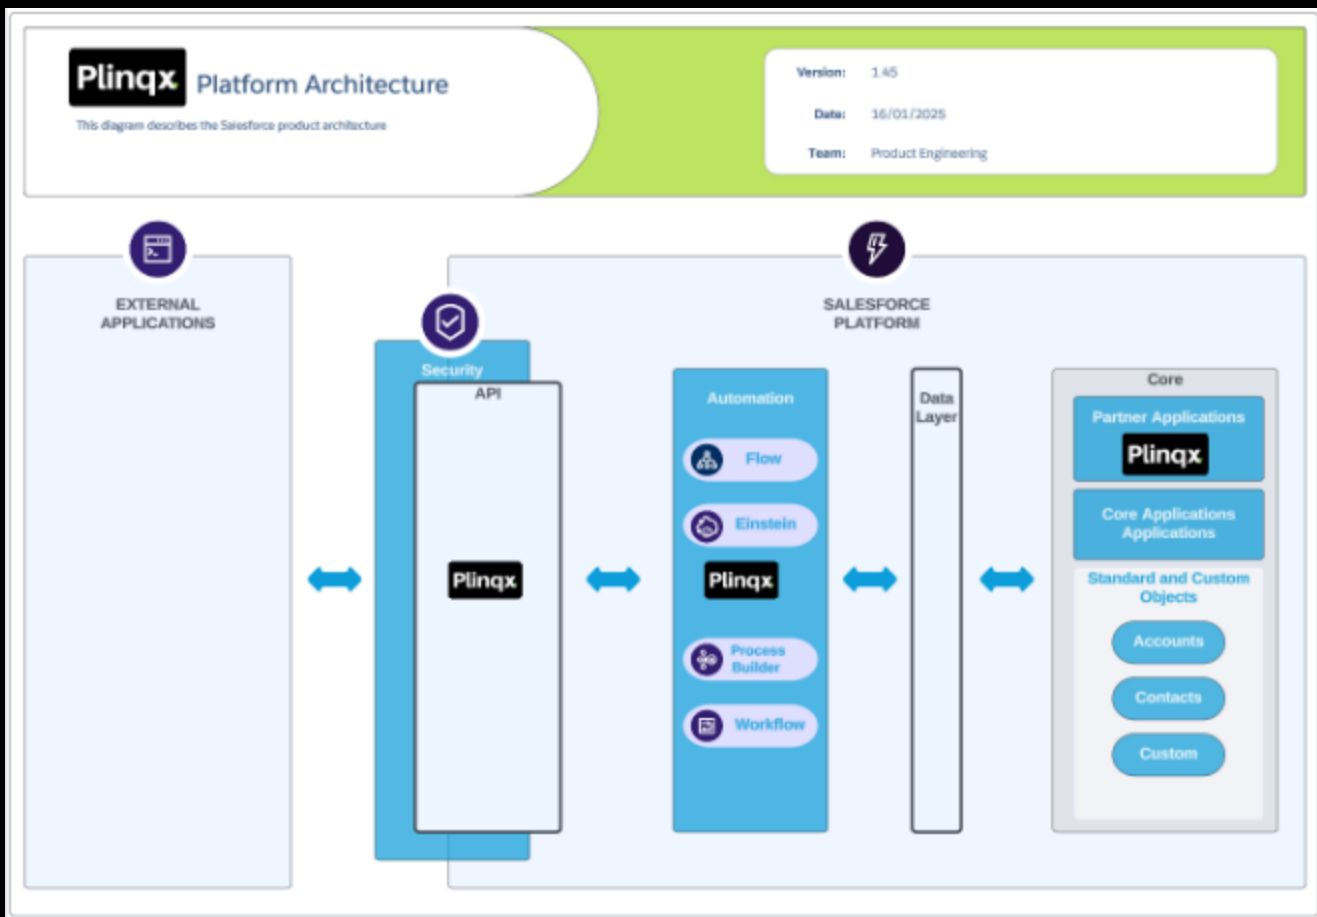 Plinqx Platform Architecture
This diagram describes the Salesforce product architecture
Version: 1.45
Date: 16/01/2025
Team: Product Engineering
EXTERNAL
APPLICATIONS
SALESFORCE
PLATFORM
Security
API
Plinqx
Automation
Flow
Einstein
Plinqx
Process
Builder
Workflow
Data
Layer
Core
Partner Applications
Plinqx
Core Applications
Applications
Standard and Custom
Objects
Accounts
Contacts
Custom